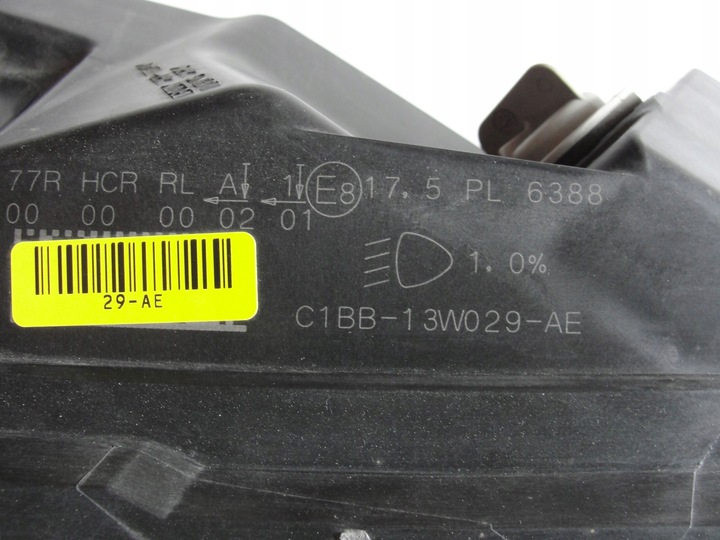 77R HCR RL A 1 E8 17.5 PL 6388
00 00 00 02 01
1.0%
29-AE
C1BB-13W029-AE